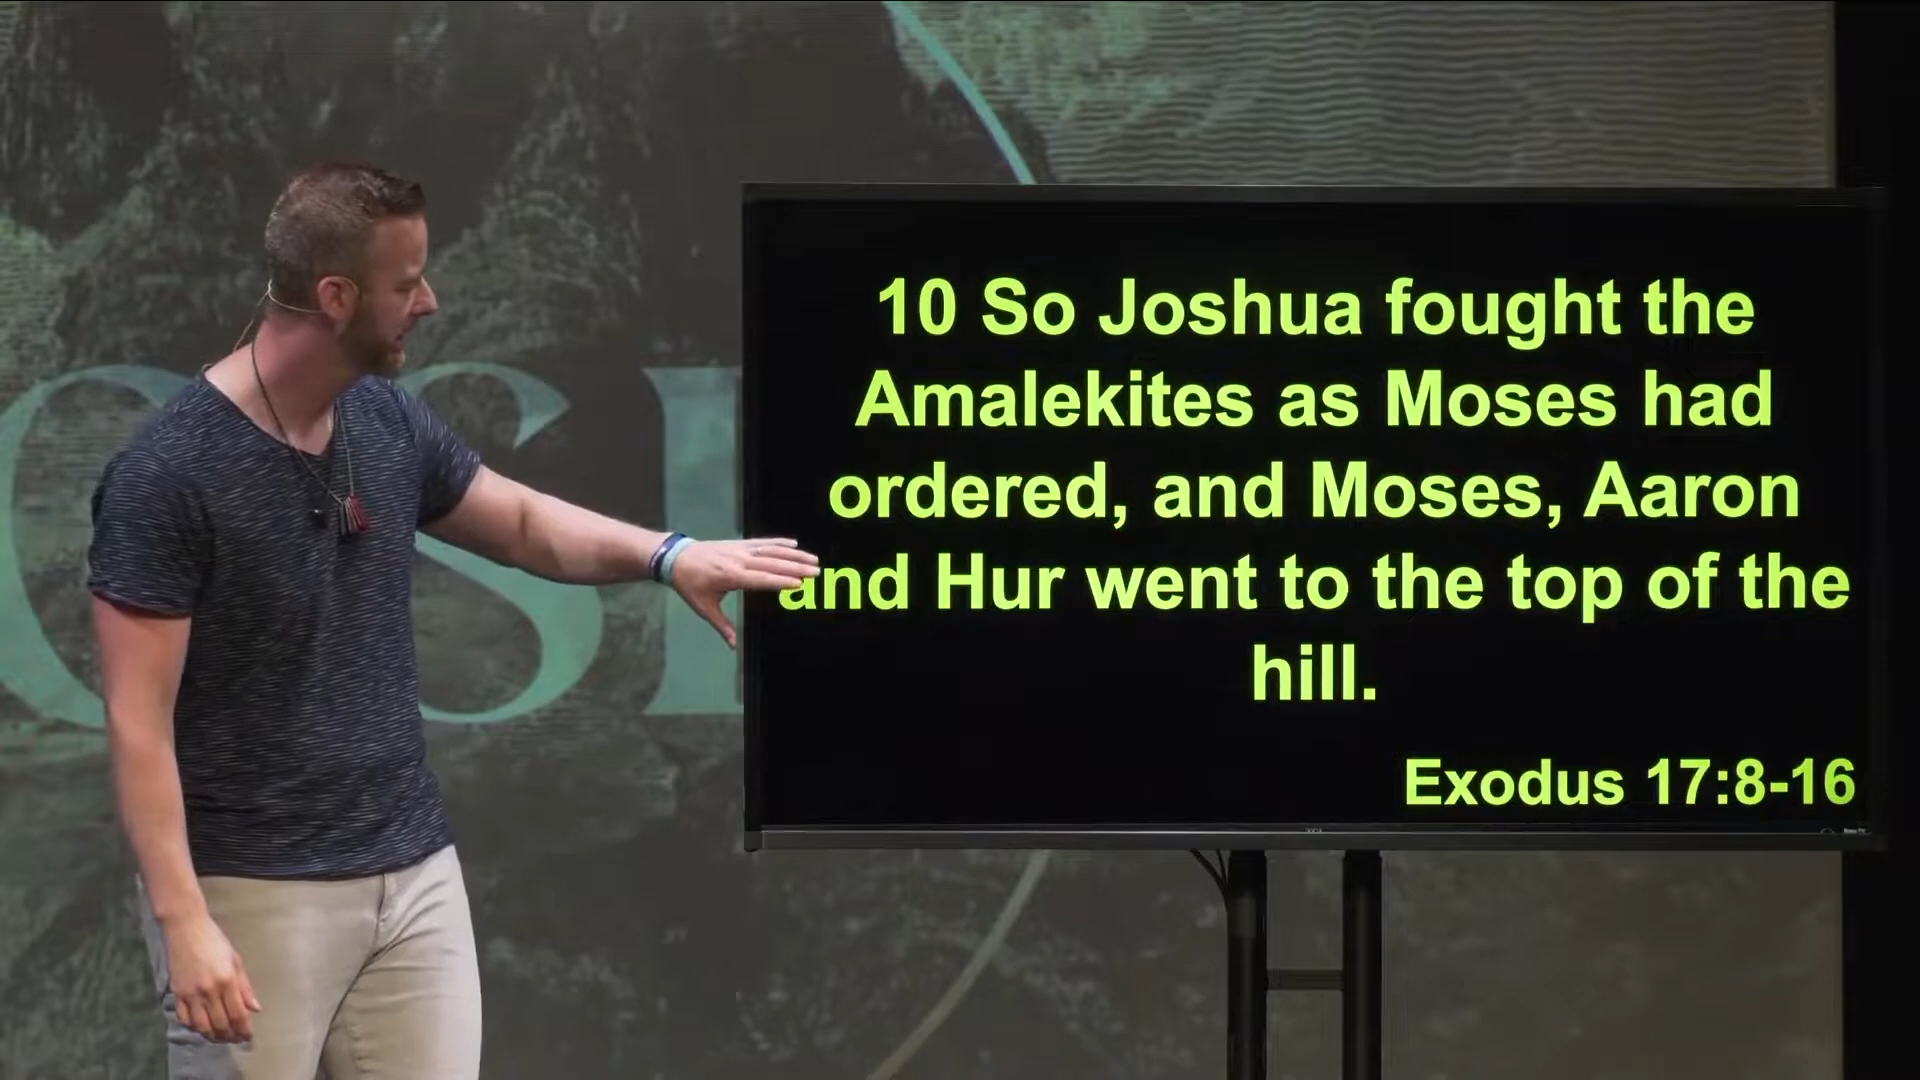 10 So Joshua fought the
Amalekites as Moses had
ordered, and Moses, Aaron
and Hur went to the top of the
hill.
Exodus 17:8-16